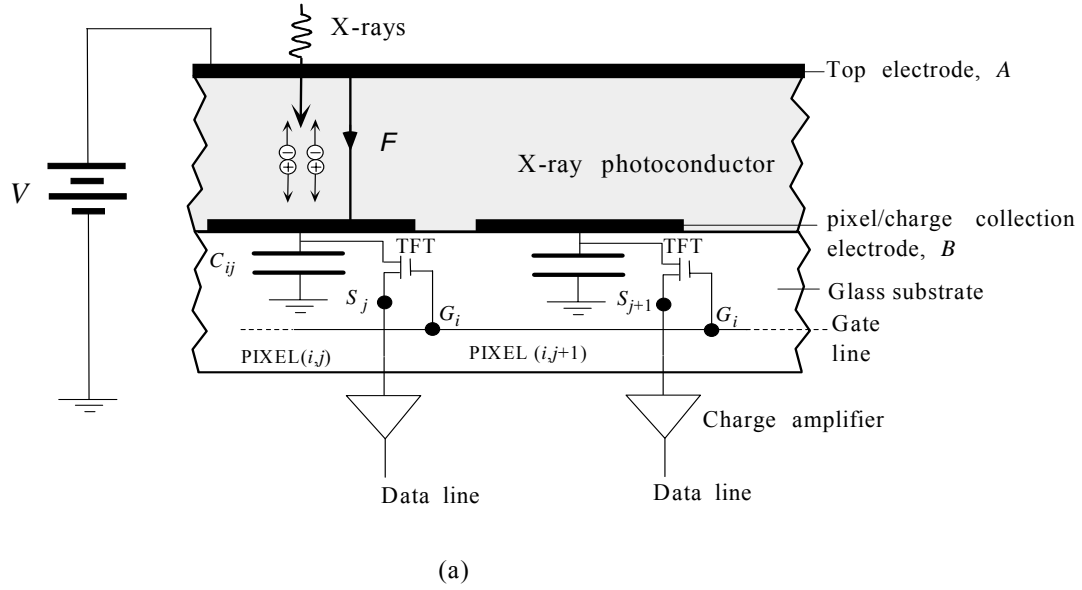 X-rays
Top electrode, A
F
X-ray photoconductor
V
pixel/charge collection
electrode, B
TFT
TFT
C_ij
Glass substrate
S_j
S_j+1
G_i
G_i
Gate
line
PIXEL(i,j)
PIXEL (i,j+1)
Charge amplifier
Data line
Data line
(a)